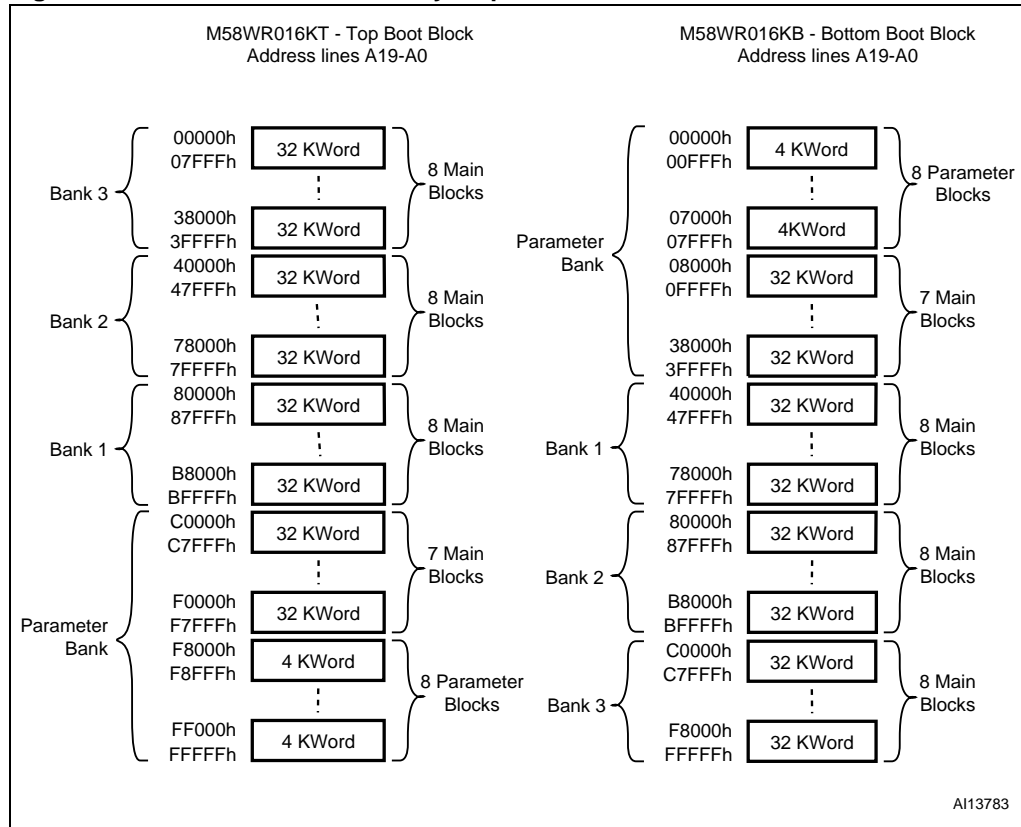 M58WR016KT - Top Boot Block
Address lines A19-A0
Bank 3
00000h
07FFFh
32 KWord
38000h
3FFFFh
32 KWord
8 Main
Blocks
Bank 2
40000h
47FFFh
32 KWord
78000h
7FFFFh
32 KWord
8 Main
Blocks
Bank 1
80000h
87FFFh
32 KWord
B8000h
BFFFFh
32 KWord
8 Main
Blocks
Parameter
Bank
C0000h
C7FFFh
32 KWord
F0000h
F7FFFh
32 KWord
7 Main
Blocks
F8000h
F8FFFh
4 KWord
FF000h
FFFFFh
4 KWord
8 Parameter
Blocks
M58WR016KB - Bottom Boot Block
Address lines A19-A0
Parameter
Bank
00000h
00FFFh
4 KWord
07000h
07FFFh
4KWord
8 Parameter
Blocks
08000h
0FFFFh
32 KWord
38000h
3FFFFh
32 KWord
7 Main
Blocks
Bank 1
40000h
47FFFh
32 KWord
78000h
7FFFFh
32 KWord
8 Main
Blocks
Bank 2
80000h
87FFFh
32 KWord
B8000h
BFFFFh
32 KWord
8 Main
Blocks
Bank 3
C0000h
C7FFFh
32 KWord
F8000h
FFFFFh
32 KWord
8 Main
Blocks
AI13783